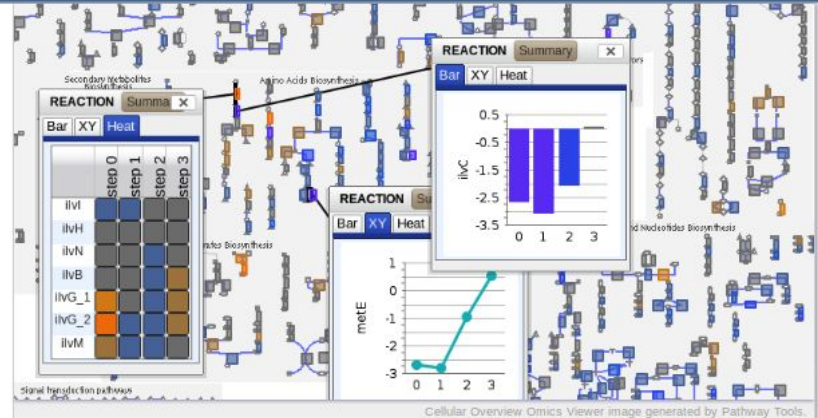 Secondary Metabolites
Biosynthesis
Amino Acids Biosynthesis
REACTION
Bar XY Heat
step 0 step 1 step 2 step 3
ilvI
ilvH
ilvN
ilvB
ilvG_1
ilvG_2
ilvM
REACTION Summary ×
Bar XY Heat
ilvC
0.5
-0.5
-1.5
-2.5
-3.5
0 1 2 3
REACTION
Bar XY Heat
metE
1
0
-1
-2
-3
0 1 2 3
Biosynthesis
Nucleotides Biosynthesis
Signal transduction pathways
Cellular Overview Omics Viewer image generated by Pathway Tools.